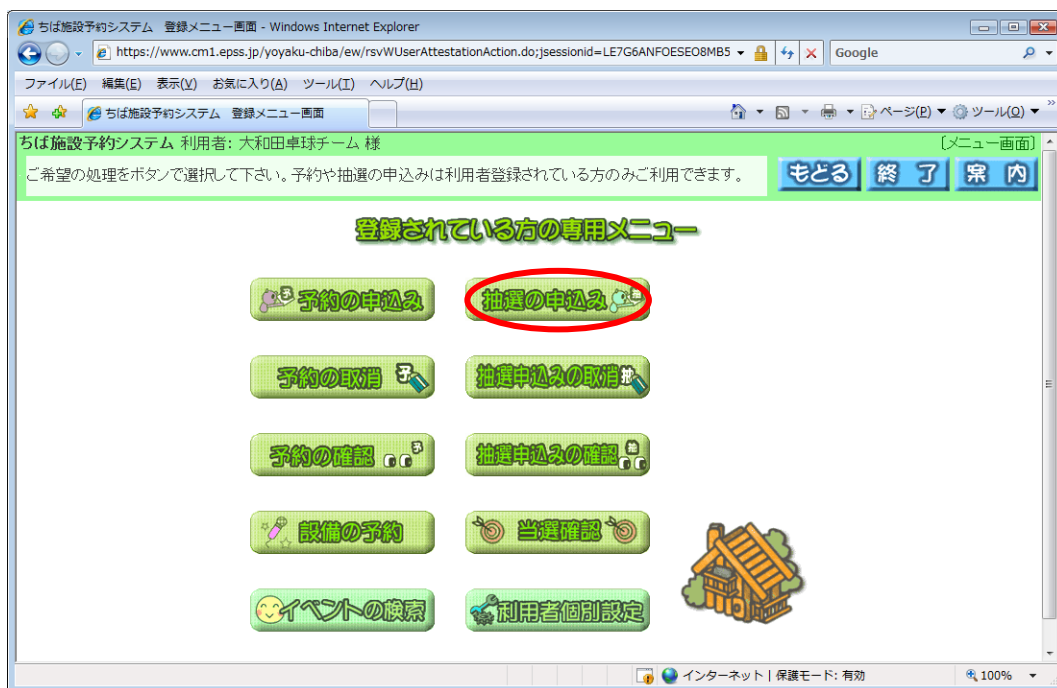 ちば施設予約システム 登録メニュー画面 - Windows Internet Explorer
https://www.cm1.epss.jp/yoyaku-chiba/ew/rsvWUserAttestationAction.do;jsessionid=LE7G6ANFOESEO8MB5
Google
ファイル(F) 編集(E) 表示(V) お気に入り(A) ツール(T) ヘルプ(H)
ちば施設予約システム 登録メニュー画面
ページ(P) ツール(O)
ちば施設予約システム 利用者: 大和田卓球チーム 様 [メニュー画面]
ご希望の処理をボタンで選択して下さい。予約や抽選の申込みは利用者登録されている方のみご利用できます。
もどる 終了 案内
登録されている方の専用メニュー
予約の申込み 抽選の申込み
予約の取消 抽選申込みの取消
予約の確認 抽選申込みの確認
設備の予約 当選確認
イベントの検索 利用者個別設定
インターネット | 保護モード: 有効 100%